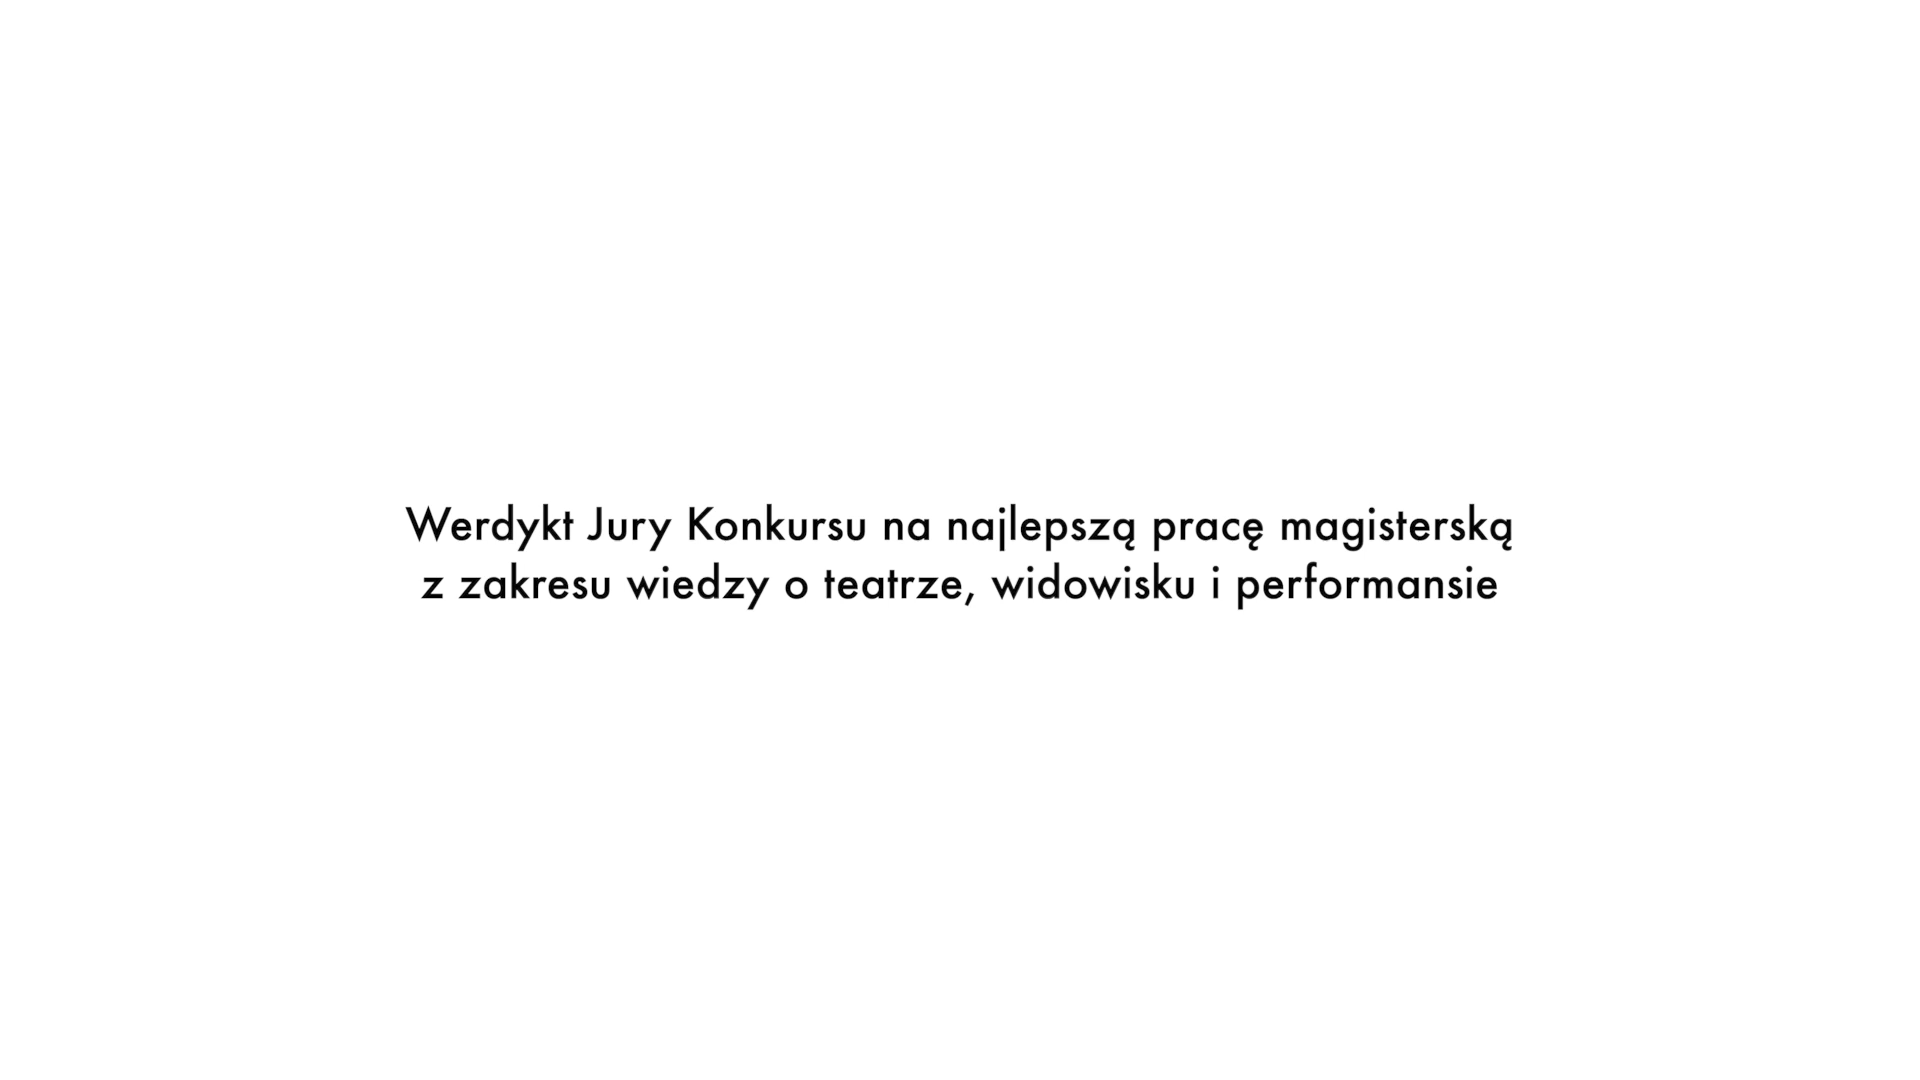 Werdykt Jury Konkursu na najlepszą pracę magisterską
z zakresu wiedzy o teatrze, widowisku i performansie